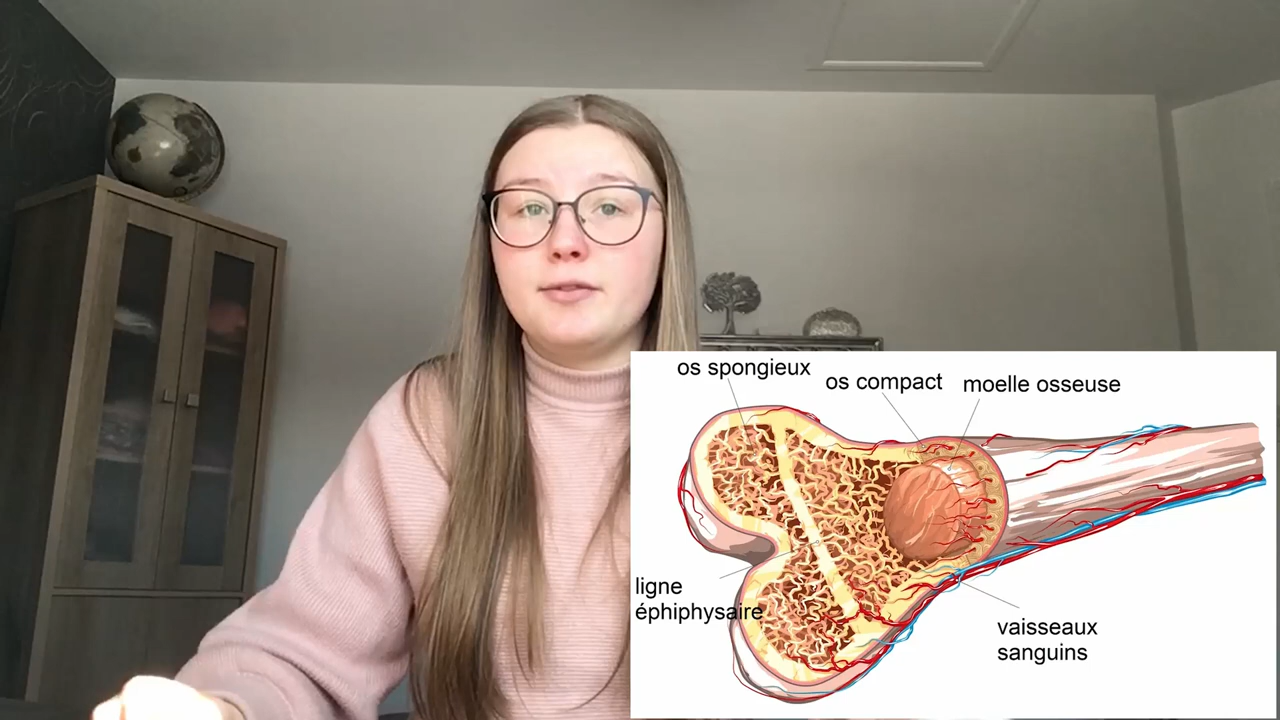 os spongieux
os compact
moelle osseuse
ligne
éphiphysaire
vaisseaux
sanguins